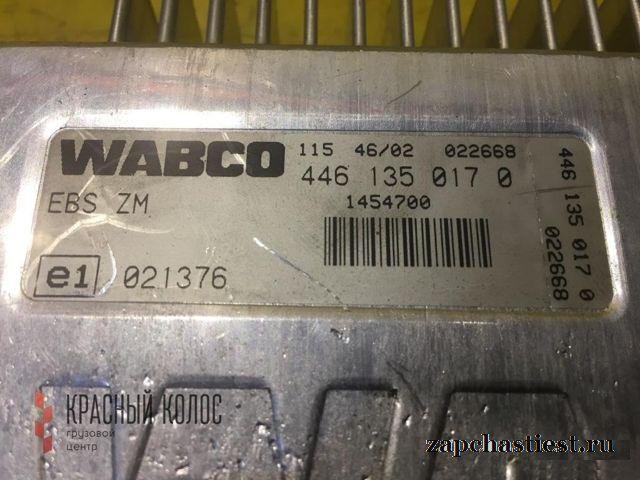 WABCO 115 46/02 022668
446 135 017 0
EBS ZM 1454700
e1 021376
446 135 017 0
022668
КРАСНЫЙ КОЛОС
грузовой
центр
zapchastiest.ru